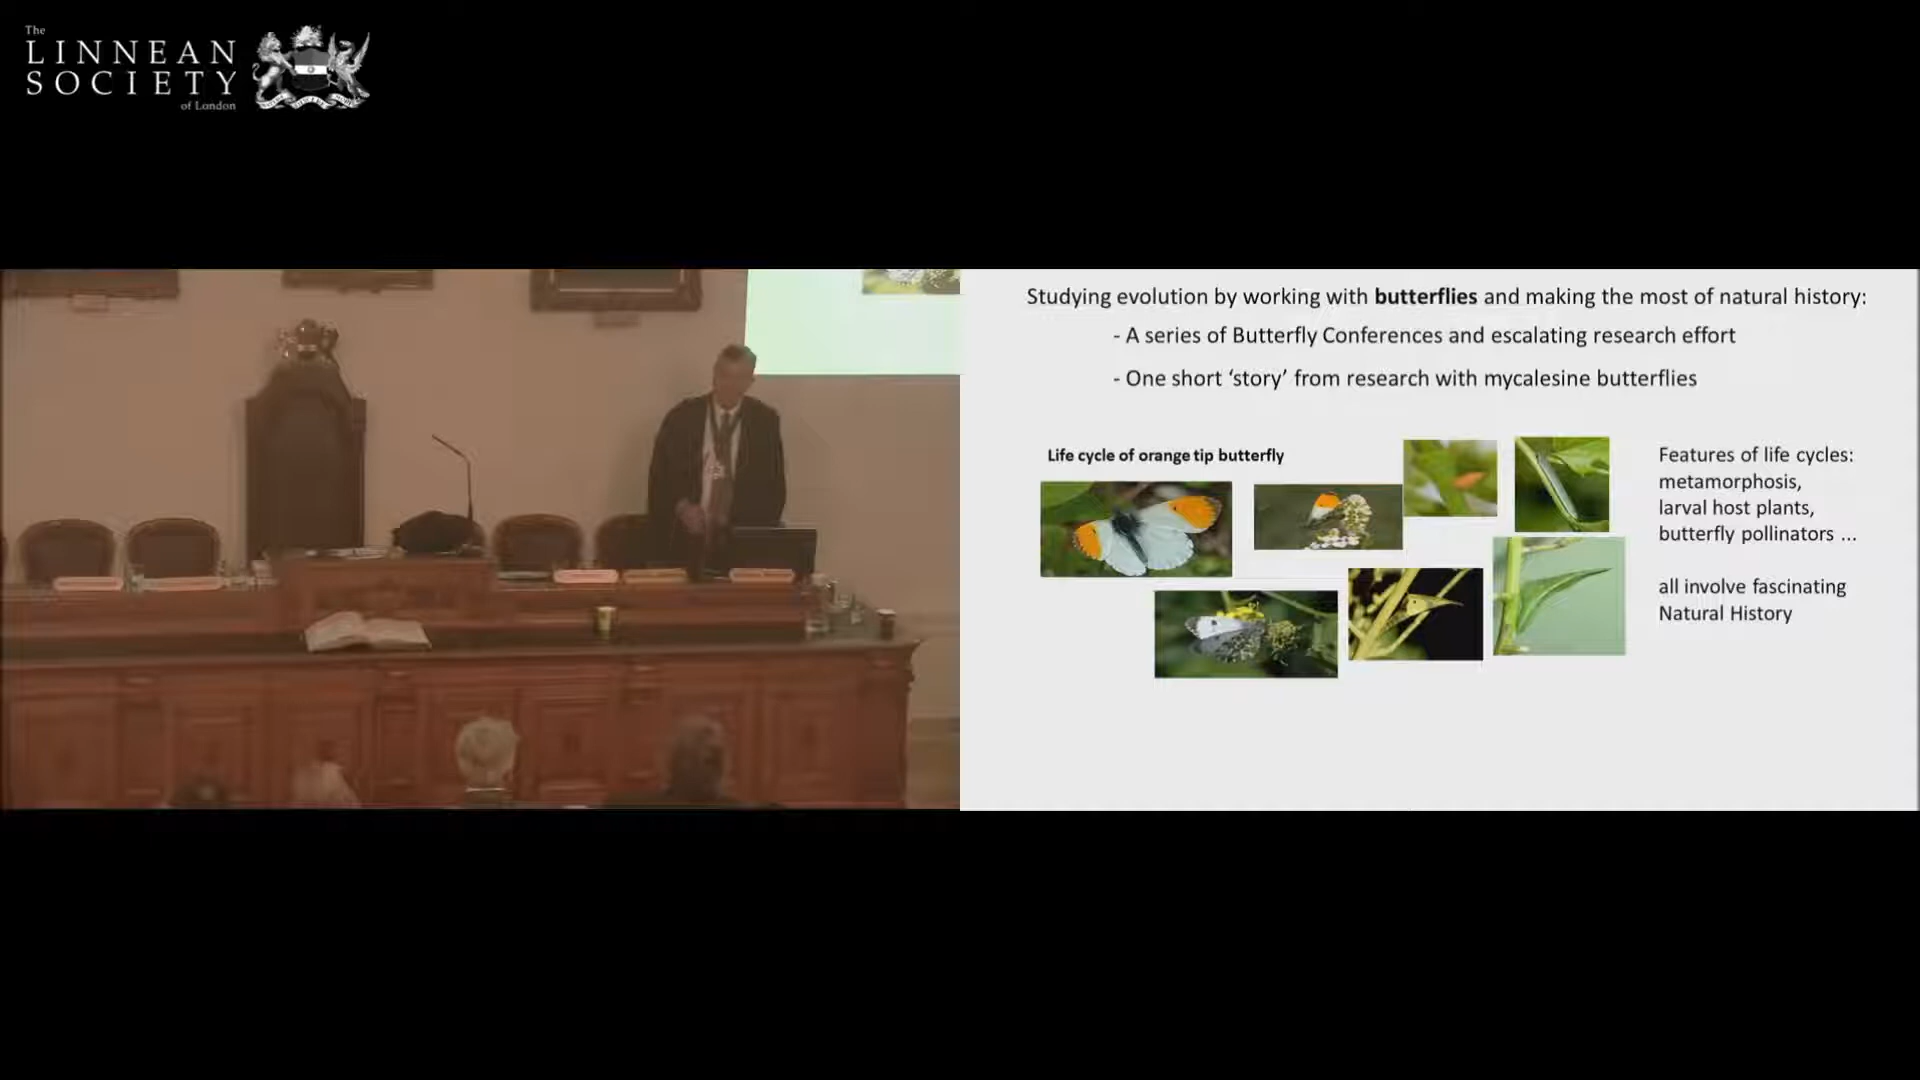 The
LINNEAN
SOCIETY
of London
Studying evolution by working with butterflies and making the most of natural history:
- A series of Butterfly Conferences and escalating research effort
- One short ‘story’ from research with mycalesine butterflies
Life cycle of orange tip butterfly
Features of life cycles:
metamorphosis,
larval host plants,
butterfly pollinators ...
all involve fascinating
Natural History